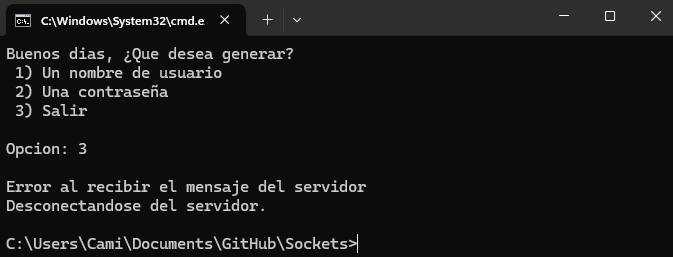 C:\Windows\System32\cmd.e
Buenos dias, ¿Que desea generar?
1) Un nombre de usuario
2) Una contraseña
3) Salir
Opcion: 3
Error al recibir el mensaje del servidor
Desconectandose del servidor.
C:\Users\Cami\Documents\GitHub\Sockets>